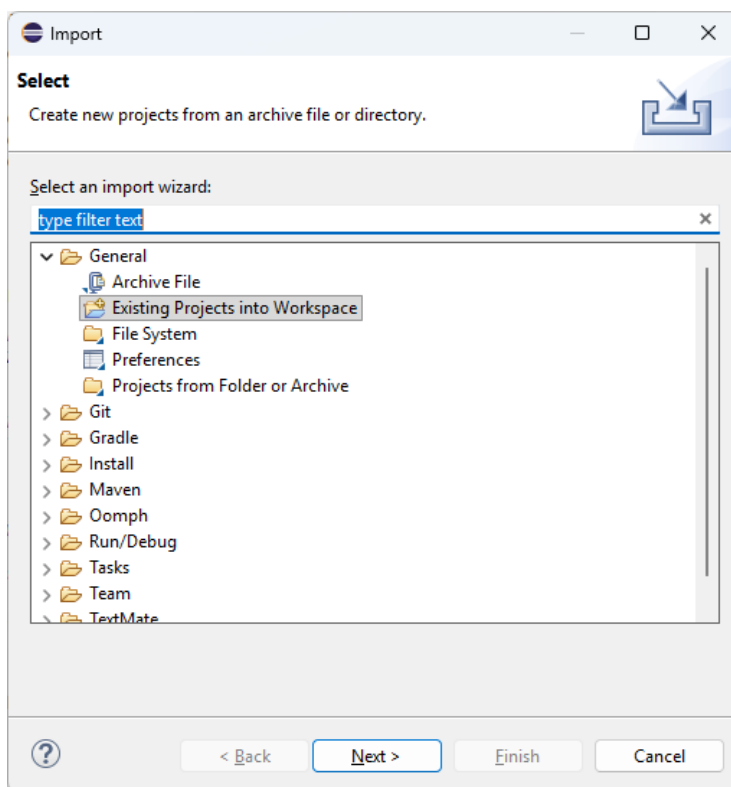 Import
Select
Create new projects from an archive file or directory.
Select an import wizard:
type filter text
General
Archive File
Existing Projects into Workspace
File System
Preferences
Projects from Folder or Archive
Git
Gradle
Install
Maven
Oomph
Run/Debug
Tasks
Team
TextMate
? < Back Next > Finish Cancel